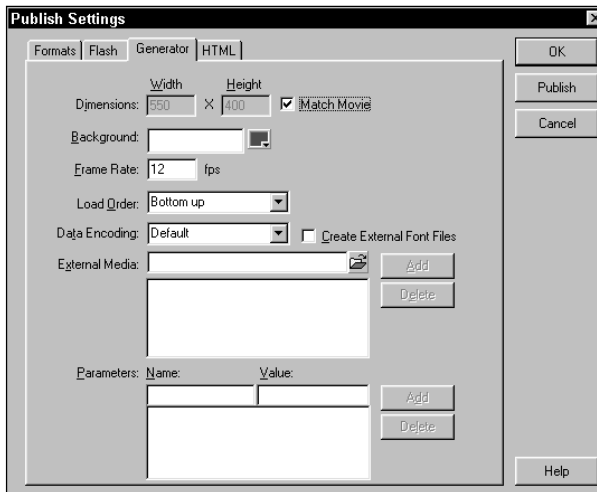 Publish Settings
Formats Flash Generator HTML
OK
Publish
Cancel
Width Height
Dimensions: 550 X 400 Match Movie
Background:
Frame Rate: 12 fps
Load Order: Bottom up
Data Encoding: Default Create External Font Files
External Media: Add
Delete
Parameters: Name: Value:
Add
Delete
Help